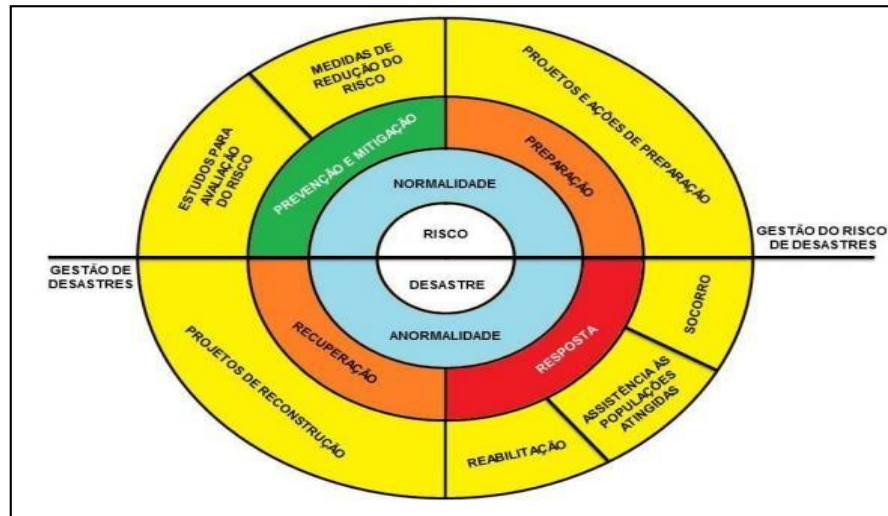 MEDIDAS DE
REDUÇÃO DO
RISCO
PROJETOS E AÇÕES DE PREPARAÇÃO
ESTUDOS PARA
AVALIAÇÃO
DO RISCO
PREVENÇÃO E MITIGAÇÃO
PREPARAÇÃO
NORMALIDADE
RISCO
GESTÃO DO RISCO
DE DESASTRES
GESTÃO DE
DESASTRES
DESASTRE
ANORMALIDADE
RECUPERAÇÃO
RESPOSTA
SOCORRO
ASSISTÊNCIA ÀS
POPULAÇÕES
ATINGIDAS
REABILITAÇÃO
PROJETOS DE RECONSTRUÇÃO